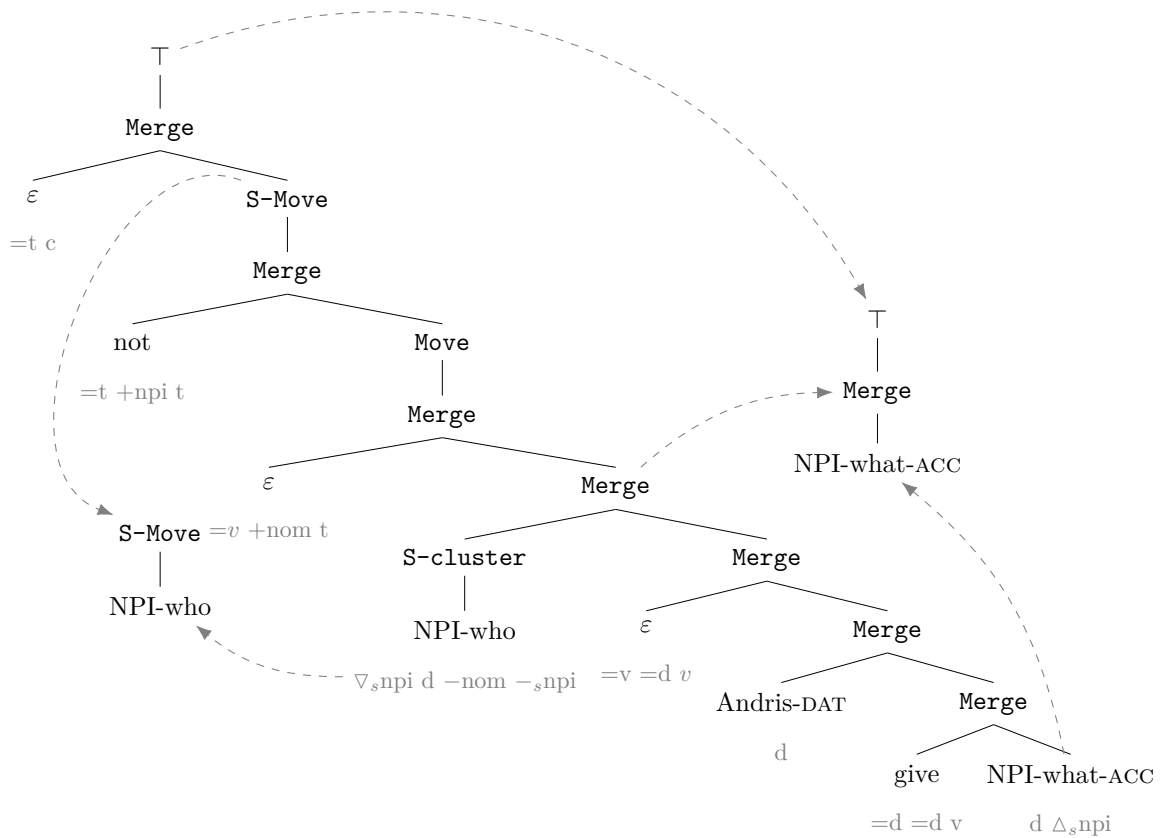 ⊤
Merge
ε S-Move
=t c
Merge
not Move
⊤
=t +npi t
Merge
Merge
NPI-what-ACC
ε Merge
S-Move =v +nom t
S-cluster Merge
NPI-who
NPI-who ε Merge
▽ₛnpi d −nom −ₛnpi =v =d v
Andris-DAT Merge
d
give NPI-what-ACC
=d =d v d △ₛnpi